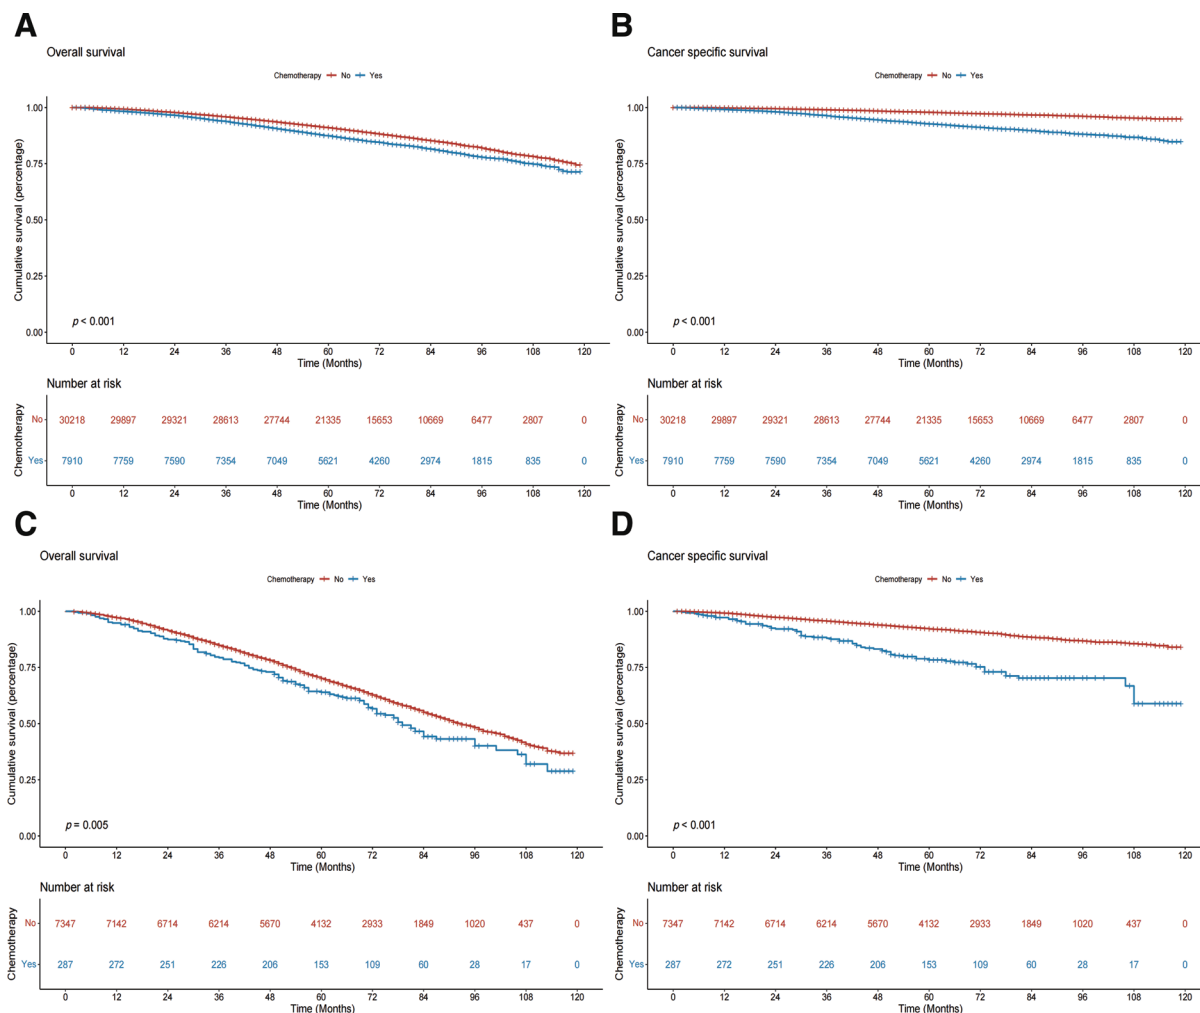 A
Overall survival
Chemotherapy No Yes
Cumulative survival (percentage)
1.00
0.75
0.50
0.25
0.00
p < 0.001
0 12 24 36 48 60 72 84 96 108 120
Time (Months)
Number at risk
Chemotherapy
No 30218 29897 29321 28613 27744 21335 15653 10669 6477 2807 0
Yes 7910 7759 7590 7354 7049 5621 4260 2974 1815 835 0
0 12 24 36 48 60 72 84 96 108 120
Time (Months)
B
Cancer specific survival
Chemotherapy No Yes
Cumulative survival (percentage)
1.00
0.75
0.50
0.25
0.00
p < 0.001
0 12 24 36 48 60 72 84 96 108 120
Time (Months)
Number at risk
Chemotherapy
No 30218 29897 29321 28613 27744 21335 15653 10669 6477 2807 0
Yes 7910 7759 7590 7354 7049 5621 4260 2974 1815 835 0
0 12 24 36 48 60 72 84 96 108 120
Time (Months)
C
Overall survival
Chemotherapy No Yes
Cumulative survival (percentage)
1.00
0.75
0.50
0.25
0.00
p = 0.005
0 12 24 36 48 60 72 84 96 108 120
Time (Months)
Number at risk
Chemotherapy
No 7347 7142 6714 6214 5670 4132 2933 1849 1020 437 0
Yes 287 272 251 226 206 153 109 60 28 17 0
0 12 24 36 48 60 72 84 96 108 120
Time (Months)
D
Cancer specific survival
Chemotherapy No Yes
Cumulative survival (percentage)
1.00
0.75
0.50
0.25
0.00
p < 0.001
0 12 24 36 48 60 72 84 96 108 120
Time (Months)
Number at risk
Chemotherapy
No 7347 7142 6714 6214 5670 4132 2933 1849 1020 437 0
Yes 287 272 251 226 206 153 109 60 28 17 0
0 12 24 36 48 60 72 84 96 108 120
Time (Months)